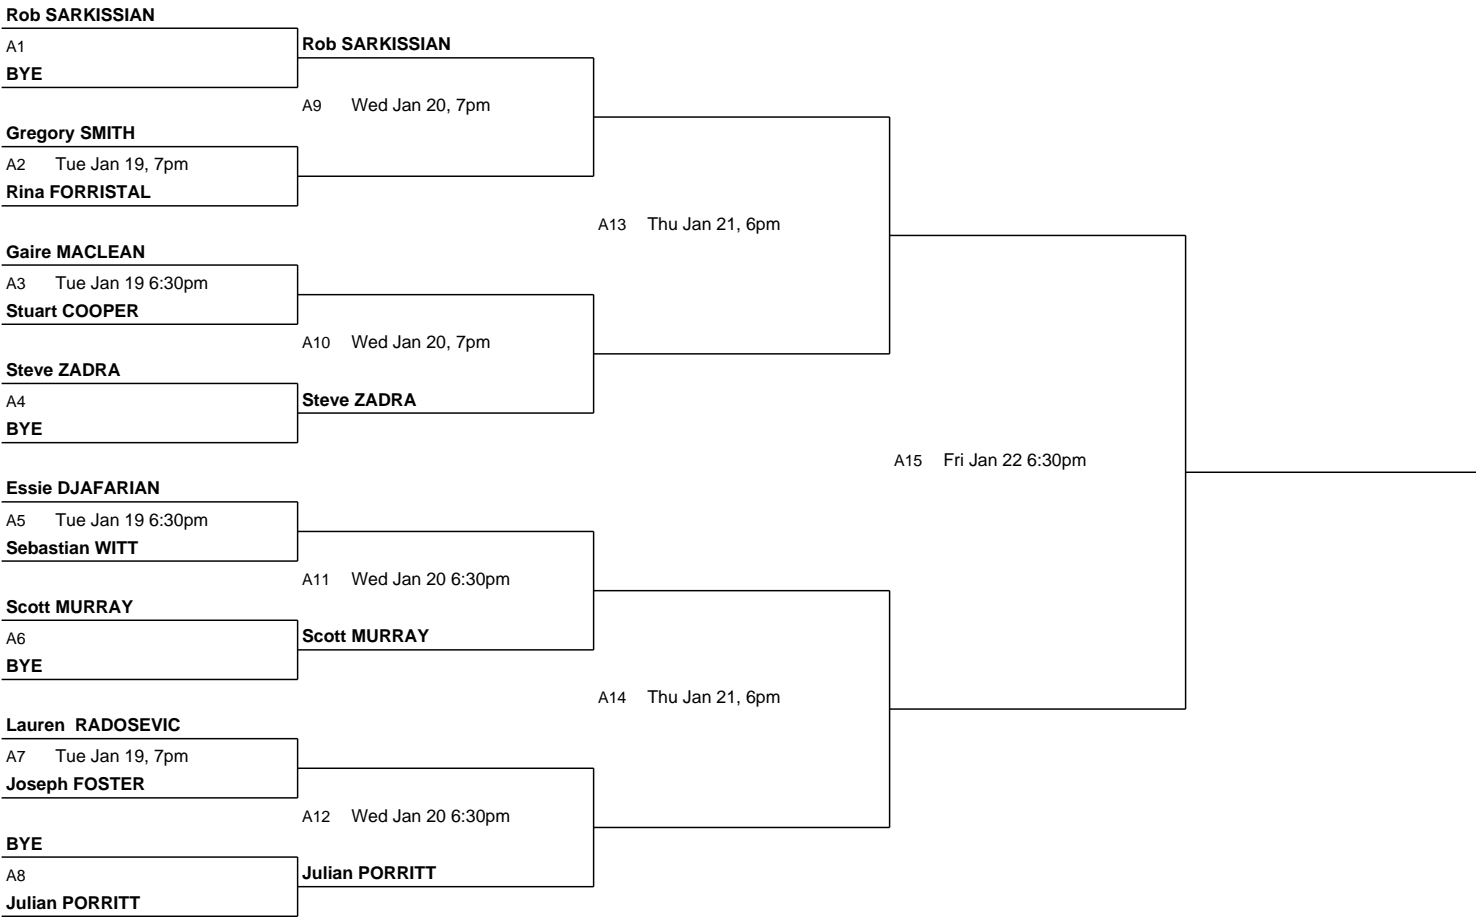 Rob SARKISSIAN
A1
BYE
Rob SARKISSIAN
A9 Wed Jan 20, 7pm
Gregory SMITH
A2 Tue Jan 19, 7pm
Rina FORRISTAL
A13 Thu Jan 21, 6pm
Gaire MACLEAN
A3 Tue Jan 19 6:30pm
Stuart COOPER
A10 Wed Jan 20, 7pm
Steve ZADRA
A4
BYE
Steve ZADRA
A15 Fri Jan 22 6:30pm
Essie DJAFARIAN
A5 Tue Jan 19 6:30pm
Sebastian WITT
A11 Wed Jan 20 6:30pm
Scott MURRAY
A6
BYE
Scott MURRAY
A14 Thu Jan 21, 6pm
Lauren  RADOSEVIC
A7 Tue Jan 19, 7pm
Joseph FOSTER
A12 Wed Jan 20 6:30pm
BYE
A8
Julian PORRITT
Julian PORRITT